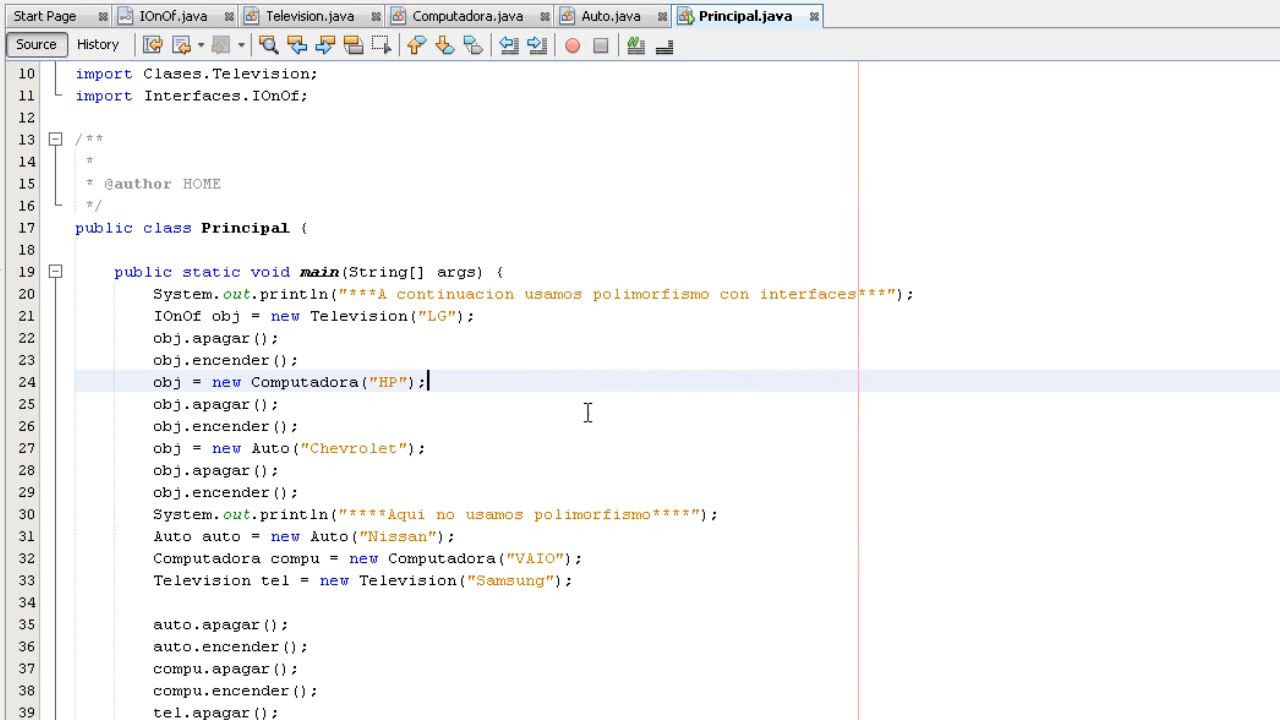 Start Page IOnOf.java Television.java Computadora.java Auto.java Principal.java
Source History
10 import Clases.Television;
11 import Interfaces.IOnOf;
12
13 /**
14 *
15 * @author HOME
16 */
17 public class Principal {
18
19 public static void main(String[] args) {
20 System.out.println("***A continuacion usamos polimorfismo con interfaces***");
21 IOnOf obj = new Television("LG");
22 obj.apagar();
23 obj.encender();
24 obj = new Computadora("HP");
25 obj.apagar();
26 obj.encender();
27 obj = new Auto("Chevrolet");
28 obj.apagar();
29 obj.encender();
30 System.out.println("****Aqui no usamos polimorfismo****");
31 Auto auto = new Auto("Nissan");
32 Computadora compu = new Computadora("VAIO");
33 Television tel = new Television("Samsung");
34
35 auto.apagar();
36 auto.encender();
37 compu.apagar();
38 compu.encender();
39 tel.apagar();